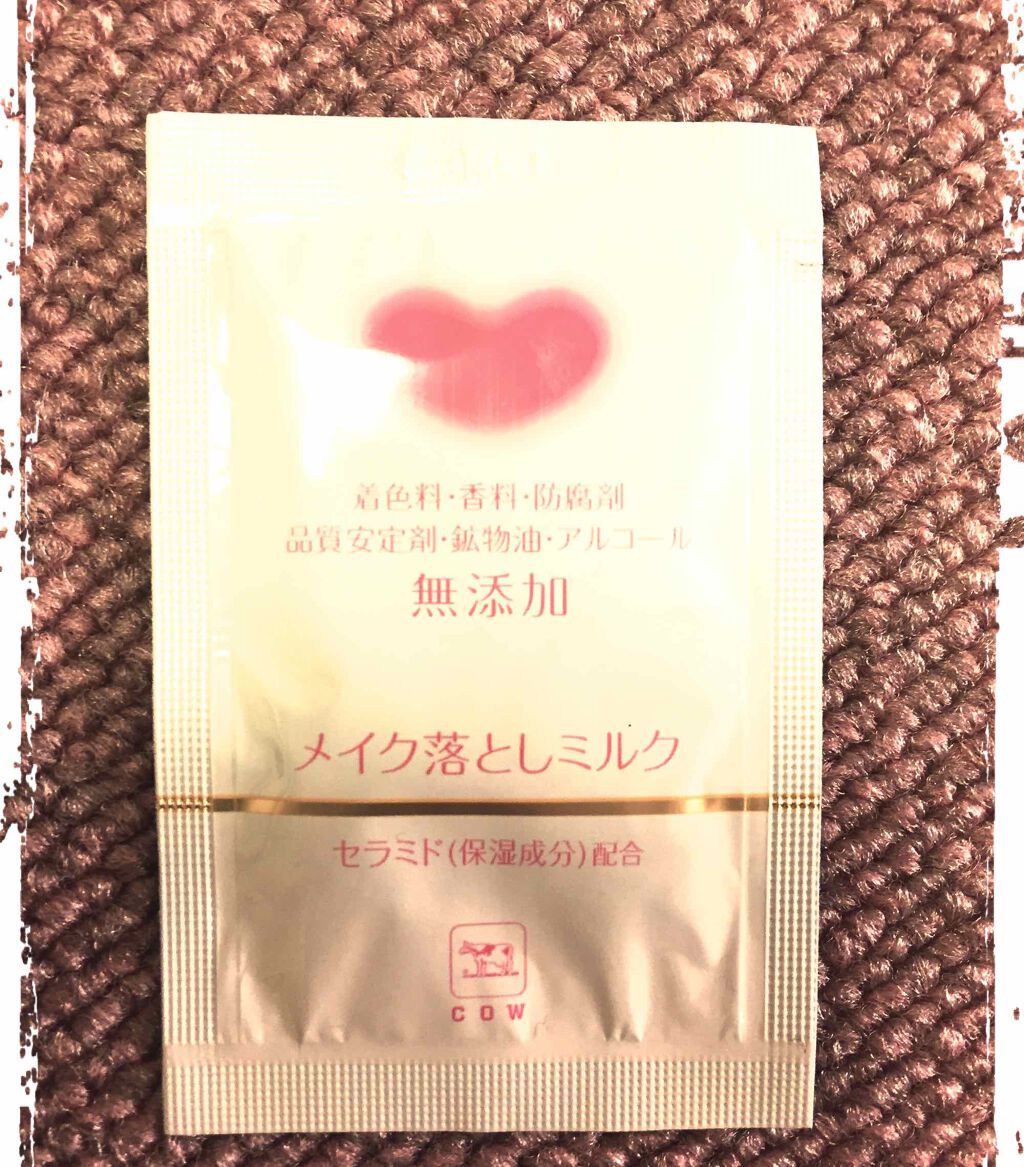 着色料・香料・防腐剤
品質安定剤・鉱物油・アルコール
無添加
メイク落としミルク
セラミド(保湿成分)配合
COW